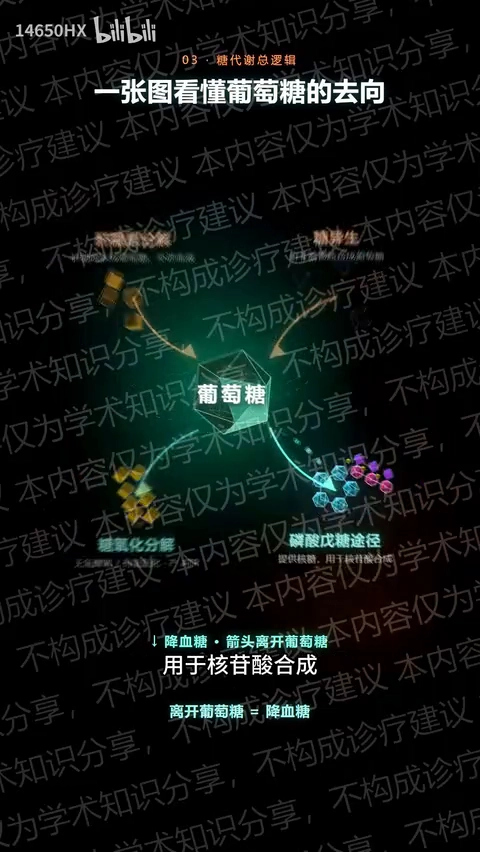 14650HX bilibili
03 · 糖代谢总逻辑
一张图看懂葡萄糖的去向
糖异生
葡萄糖
糖氧化分解
磷酸戊糖途径
提供核糖，用于核苷酸合成
↓ 降血糖 · 箭头离开葡萄糖
用于核苷酸合成
离开葡萄糖 = 降血糖
本内容仅为学术知识分享，不构成诊疗建议